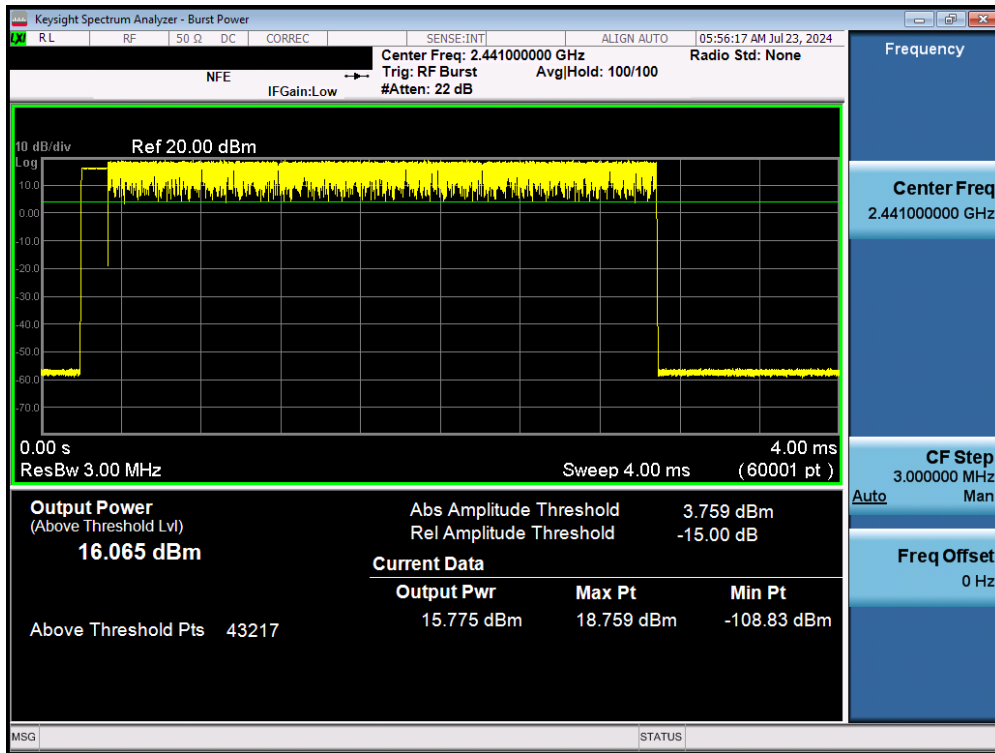 Keysight Spectrum Analyzer - Burst Power
LXI RL RF 50 Ω DC CORREC SENSE:INT ALIGN AUTO 05:56:17 AM Jul 23, 2024
Center Freq: 2.441000000 GHz Radio Std: None
NFE Trig: RF Burst Avg|Hold: 100/100
IFGain:Low #Atten: 22 dB
10 dB/div Ref 20.00 dBm
Log
10.0
0.00
-10.0
-20.0
-30.0
-40.0
-50.0
-60.0
-70.0
0.00 s 4.00 ms
ResBw 3.00 MHz Sweep 4.00 ms (60001 pt)
Output Power
(Above Threshold Lvl)
16.065 dBm
Above Threshold Pts 43217
Abs Amplitude Threshold 3.759 dBm
Rel Amplitude Threshold -15.00 dB
Current Data
Output Pwr Max Pt Min Pt
15.775 dBm 18.759 dBm -108.83 dBm
Frequency
Center Freq
2.441000000 GHz
CF Step
3.000000 MHz
Auto Man
Freq Offset
0 Hz
MSG STATUS